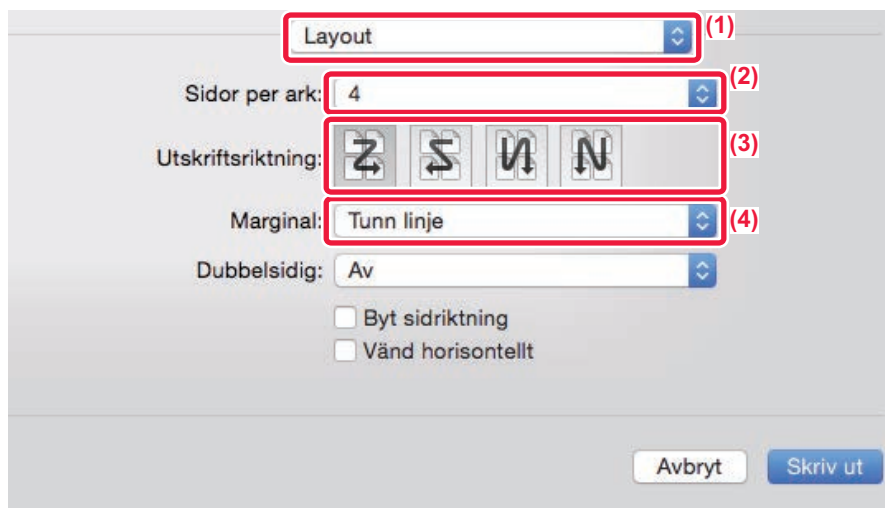 Layout (1)
Sidor per ark: 4 (2)
Utskriftsriktning: (3)
Marginal: Tunn linje (4)
Dubbelsidig: Av
Byt sidriktning
Vänd horisontellt
Avbryt Skriv ut